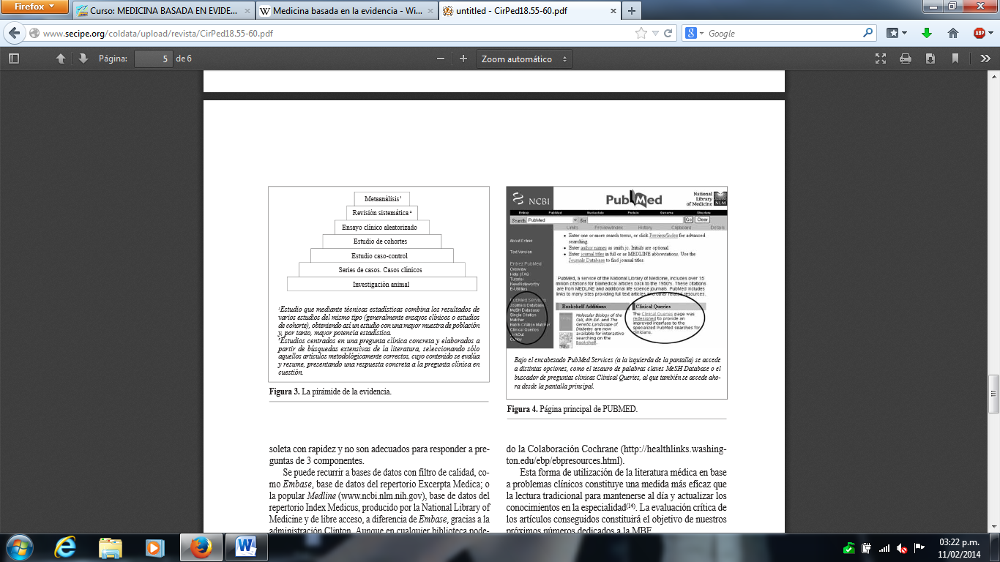 Firefox
Curso: MEDICINA BASADA EN EVIDE...
Medicina basada en la evidencia - Wi...
untitled - CirPed18.55-60.pdf
www.secipe.org/coldata/upload/revista/CirPed18.55-60.pdf
Google
ABP
Página: 5 de 6
Zoom automático
Metaanálisis¹
Revisión sistemática ²
Ensayo clínico aleatorizado
Estudio de cohortes
Estudio caso-control
Series de casos. Casos clínicos
Investigación animal
¹Estudio que mediante técnicas estadísticas combina los resultados de
varios estudios del mismo tipo (generalmente ensayos clínicos o estudios
de cohorte), obteniendo así un estudio con una mayor muestra de población
y, por tanto, mayor potencia estadística.
²Estudios centrados en una pregunta clínica concreta y elaborados a
partir de búsquedas extensivas de la literatura, seleccionando sólo
aquellos artículos metodológicamente correctos, cuyo contenido se evalúa
y resume, presentando una respuesta concreta a la pregunta clínica en
cuestión.
Figura 3. La pirámide de la evidencia.
soleta con rapidez y no son adecuados para responder a pre-
guntas de 3 componentes.
Se puede recurrir a bases de datos con filtro de calidad, co-
mo Embase, base de datos del repertorio Excerpta Medica; o
la popular Medline (www.ncbi.nlm.nih.gov), base de datos del
repertorio Index Medicus, producido por la National Library of
Medicine y de libre acceso, a diferencia de Embase, gracias a la
administración Clinton. Aunque en cualquier biblioteca pode-
NCBI
PubMed
National
Library
of Medicine
NLM
Entrez PubMed Nucleotide Protein Genome Structure
Search PubMed for Go Clear
Limits Preview/Index History Clipboard Details
About Entrez
Text Version
Entrez PubMed
Overview
Help | FAQ
Tutorial
New/Noteworthy
E-Utilities
PubMed Services
Journals Database
MeSH Database
Single Citation
Matcher
Batch Citation Matcher
Clinical Queries
LinkOut
Cubby
• Enter one or more search terms, or click Preview/Index for advanced
searching.
• Enter author names as smith jc. Initials are optional.
• Enter journal titles in full or as MEDLINE abbreviations. Use the
Journals Database to find journal titles.
PubMed, a service of the National Library of Medicine, includes over 15
million citations for biomedical articles back to the 1950's. These citations
are from MEDLINE and additional life science journals. PubMed includes
links to many sites providing full text articles and other related resources.
Bookshelf Additions
Molecular Biology of the
Cell, 4th Ed. and The
Genetic Landscape of
Diabetes are now
available for interactive
searching on the
Bookshelf.
Clinical Queries
The Clinical Queries page was
redesigned to provide an
improved interface to the
specialized PubMed searches for
clinicians.
Bajo el encabezado PubMed Services (a la izquierda de la pantalla) se accede
a distintas opciones, como el tesauro de palabras claves MeSH Database o el
buscador de preguntas clínicas Clinical Queries, al que también se accede aho-
ra desde la pantalla principal.
Figura 4. Página principal de PUBMED.
do la Colaboración Cochrane (http://healthlinks.washing-
ton.edu/ebp/ebpresources.html).
Esta forma de utilización de la literatura médica en base
a problemas clínicos constituye una medida más eficaz que
la lectura tradicional para mantenerse al día y actualizar los
conocimientos en la especialidad(14). La evaluación crítica de
los artículos conseguidos constituirá el objetivo de nuestros
próximos números dedicados a la MBE.
03:22 p.m.
11/02/2014